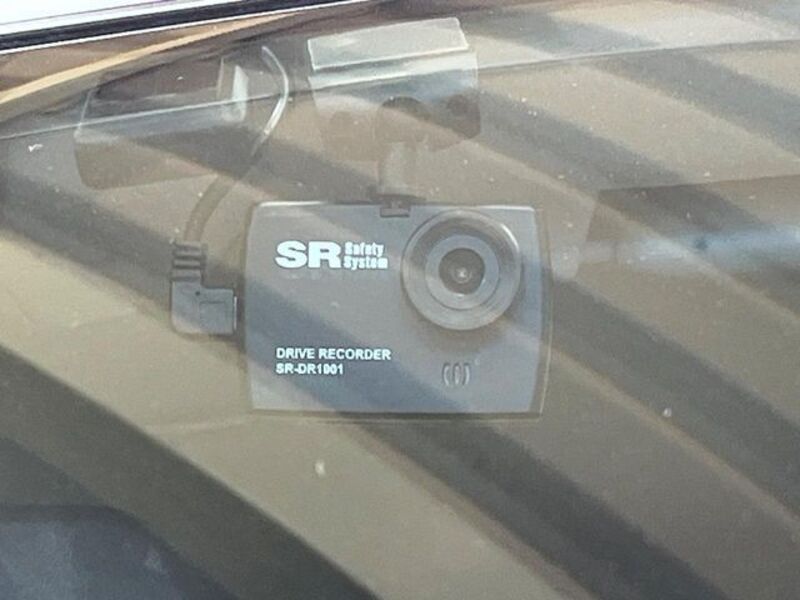 SR Safety System
DRIVE RECORDER
SR-DR1001